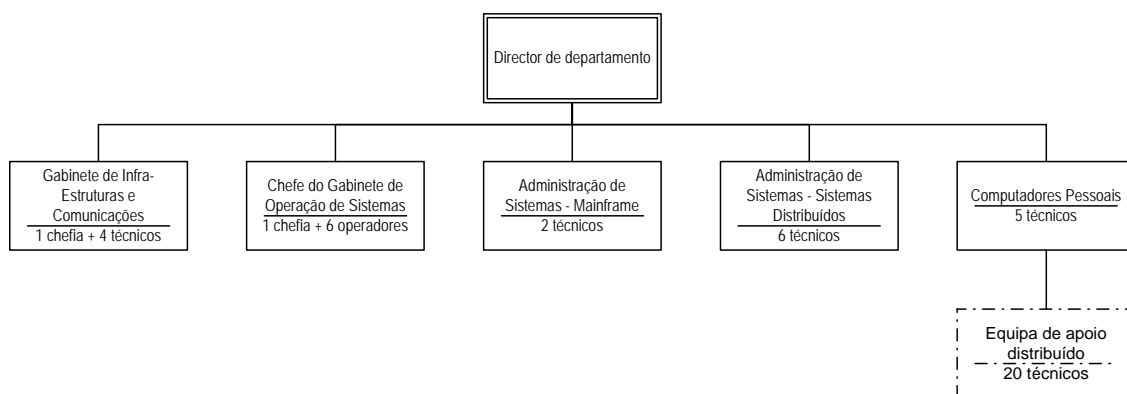 Director de departamento
Gabinete de Infra-
Estruturas e
Comunicações
1 chefia + 4 técnicos
Chefe do Gabinete de
Operação de Sistemas
1 chefia + 6 operadores
Administração de
Sistemas - Mainframe
2 técnicos
Administração de
Sistemas - Sistemas
Distribuídos
6 técnicos
Computadores Pessoais
5 técnicos
Equipa de apoio
distribuído
20 técnicos